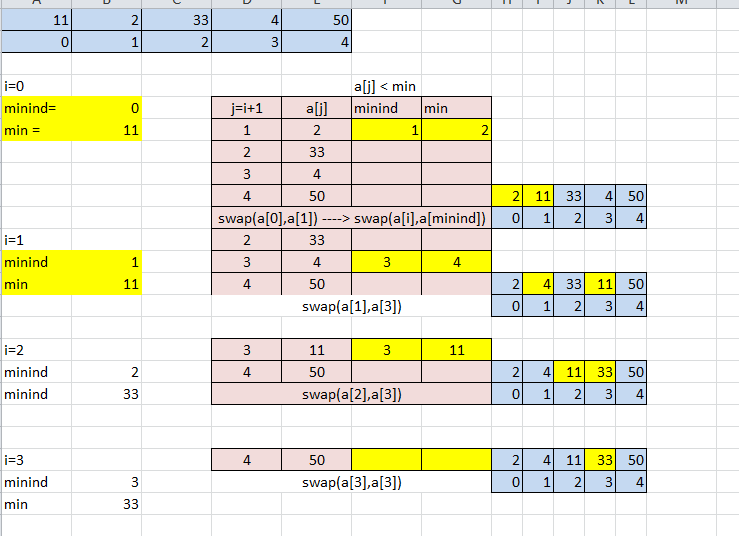 11 2 33 4 50
0 1 2 3 4
i=0 a[j] < min
minind= 0 j=i+1 a[j] minind min
min = 11 1 2 1 2
2 33
3 4
4 50 2 11 33 4 50
swap(a[0],a[1]) ----> swap(a[i],a[minind]) 0 1 2 3 4
i=1 2 33
minind 1 3 4 3 4
min 11 4 50 2 4 33 11 50
swap(a[1],a[3]) 0 1 2 3 4
i=2 3 11 3 11
minind 2 4 50 2 4 11 33 50
minind 33 swap(a[2],a[3]) 0 1 2 3 4
i=3 4 50 2 4 11 33 50
minind 3 swap(a[3],a[3]) 0 1 2 3 4
min 33